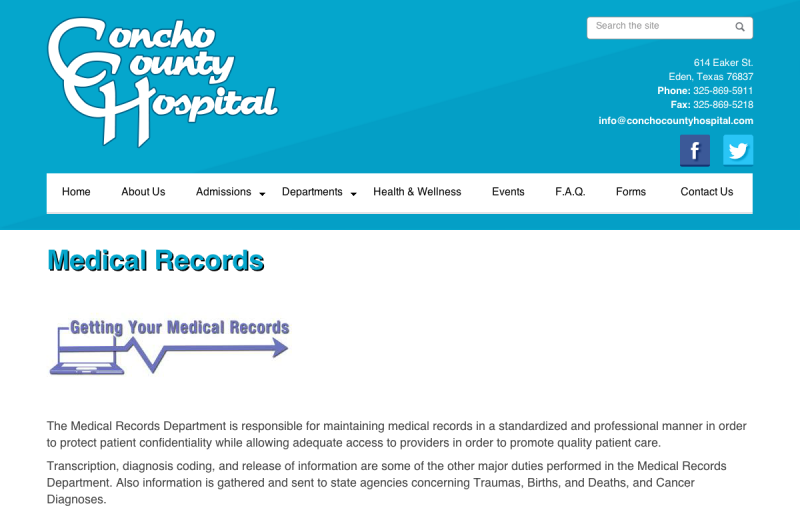 Concho
County
Hospital
Search the site
614 Eaker St.
Eden, Texas 76837
Phone: 325-869-5911
Fax: 325-869-5218
info@conchocountyhospital.com
f
Home About Us Admissions Departments Health & Wellness Events F.A.Q. Forms Contact Us
Medical Records
Getting Your Medical Records
The Medical Records Department is responsible for maintaining medical records in a standardized and professional manner in order
to protect patient confidentiality while allowing adequate access to providers in order to promote quality patient care.
Transcription, diagnosis coding, and release of information are some of the other major duties performed in the Medical Records
Department. Also information is gathered and sent to state agencies concerning Traumas, Births, and Deaths, and Cancer
Diagnoses.